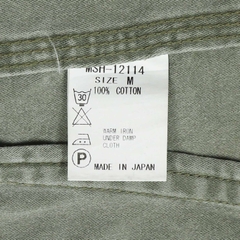 MSH-12114
SIZE M
100% COTTON
30
WARM IRON
UNDER DAMP
CLOTH
P
MADE IN JAPAN